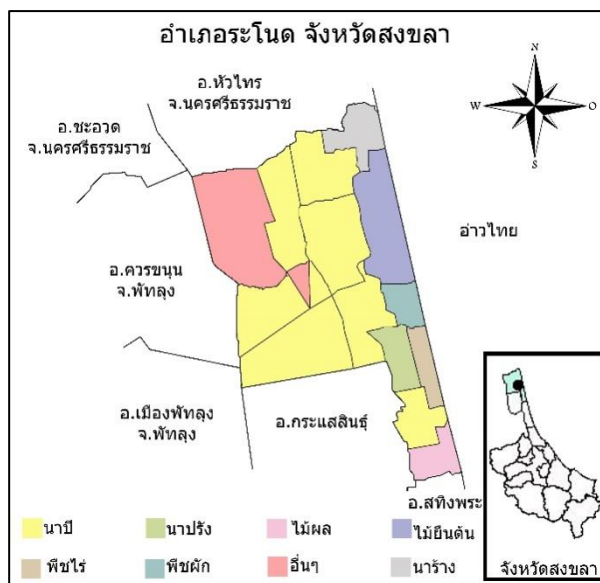 อำเภอระโนด จังหวัดสงขลา
อ.หัวไทร
จ.นครศรีธรรมราช
N
อ.ชะอวด
จ.นครศรีธรรมราช
W
O
S
อ่าวไทย
อ.ควรขนุน
จ.พัทลุง
อ.เมืองพัทลุง
จ.พัทลุง
อ.กระแสสินธุ์
อ.สทิงพระ
นาปี
นาปรัง
ไม้ผล
ไม้ยืนต้น
พืชไร่
พืชผัก
อื่นๆ
นาร้าง
จังหวัดสงขลา